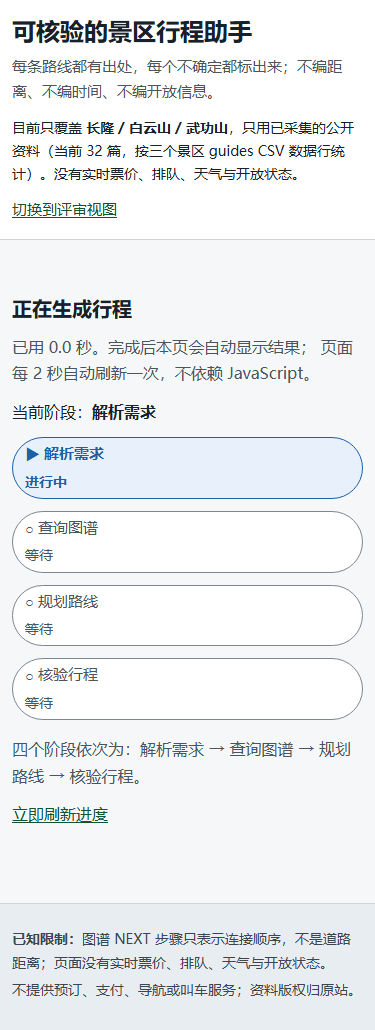 可核验的景区行程助手
每条路线都有出处，每个不确定都标出来；不编距
离、不编时间、不编开放信息。
目前只覆盖 长隆 / 白云山 / 武功山，只用已采集的公开
资料（当前 32 篇，按三个景区 guides CSV 数据行统
计）。没有实时票价、排队、天气与开放状态。
切换到评审视图
正在生成行程
已用 0.0 秒。完成后本页会自动显示结果； 页面
每 2 秒自动刷新一次，不依赖 JavaScript。
当前阶段：解析需求
▶ 解析需求
进行中
○ 查询图谱
等待
○ 规划路线
等待
○ 核验行程
等待
四个阶段依次为：解析需求 → 查询图谱 → 规划
路线 → 核验行程。
立即刷新进度
已知限制：图谱 NEXT 步骤只表示连接顺序，不是道路
距离；页面没有实时票价、排队、天气与开放状态。
不提供预订、支付、导航或叫车服务；资料版权归原站。